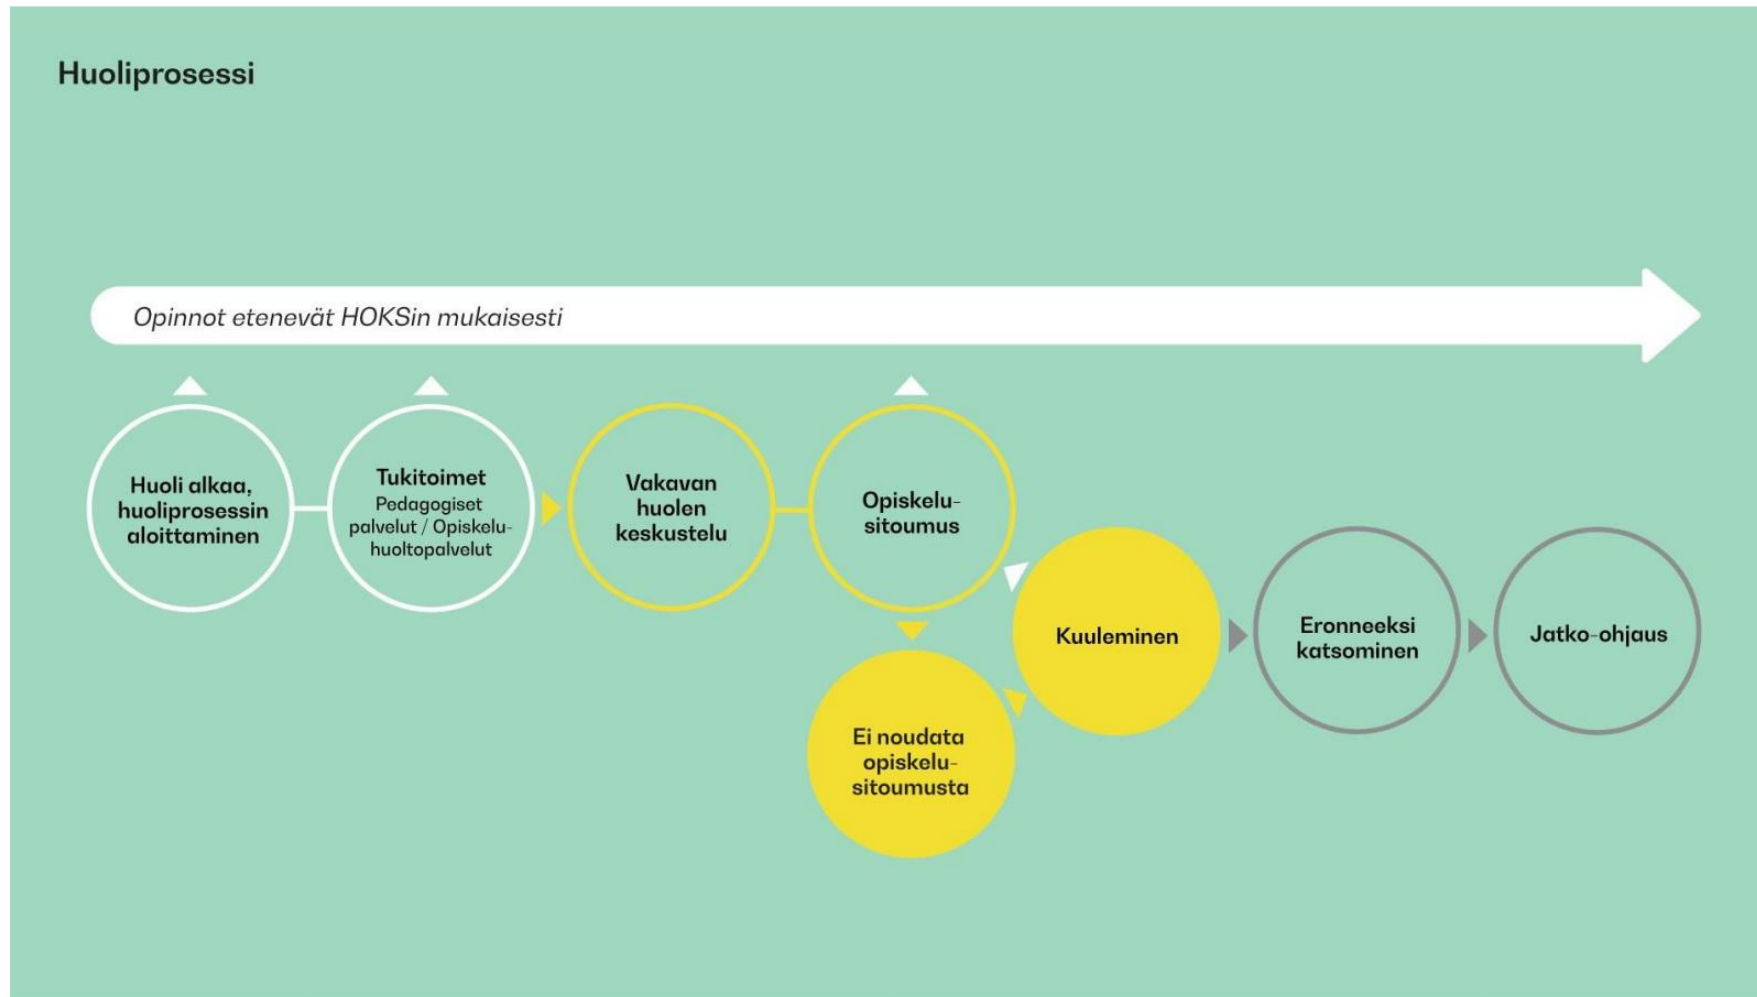 Huoliprosessi
Opinnot etenevät HOKSin mukaisesti
Huoli alkaa,
huoliprosessin
aloittaminen
Tukitoimet
Pedagogiset
palvelut / Opiskelu-
huoltopalvelut
Vakavan
huolen
keskustelu
Opiskelu-
sitoumus
Ei noudata
opiskelu-
sitoumusta
Kuuleminen
Eronneeksi
katsominen
Jatko-ohjaus